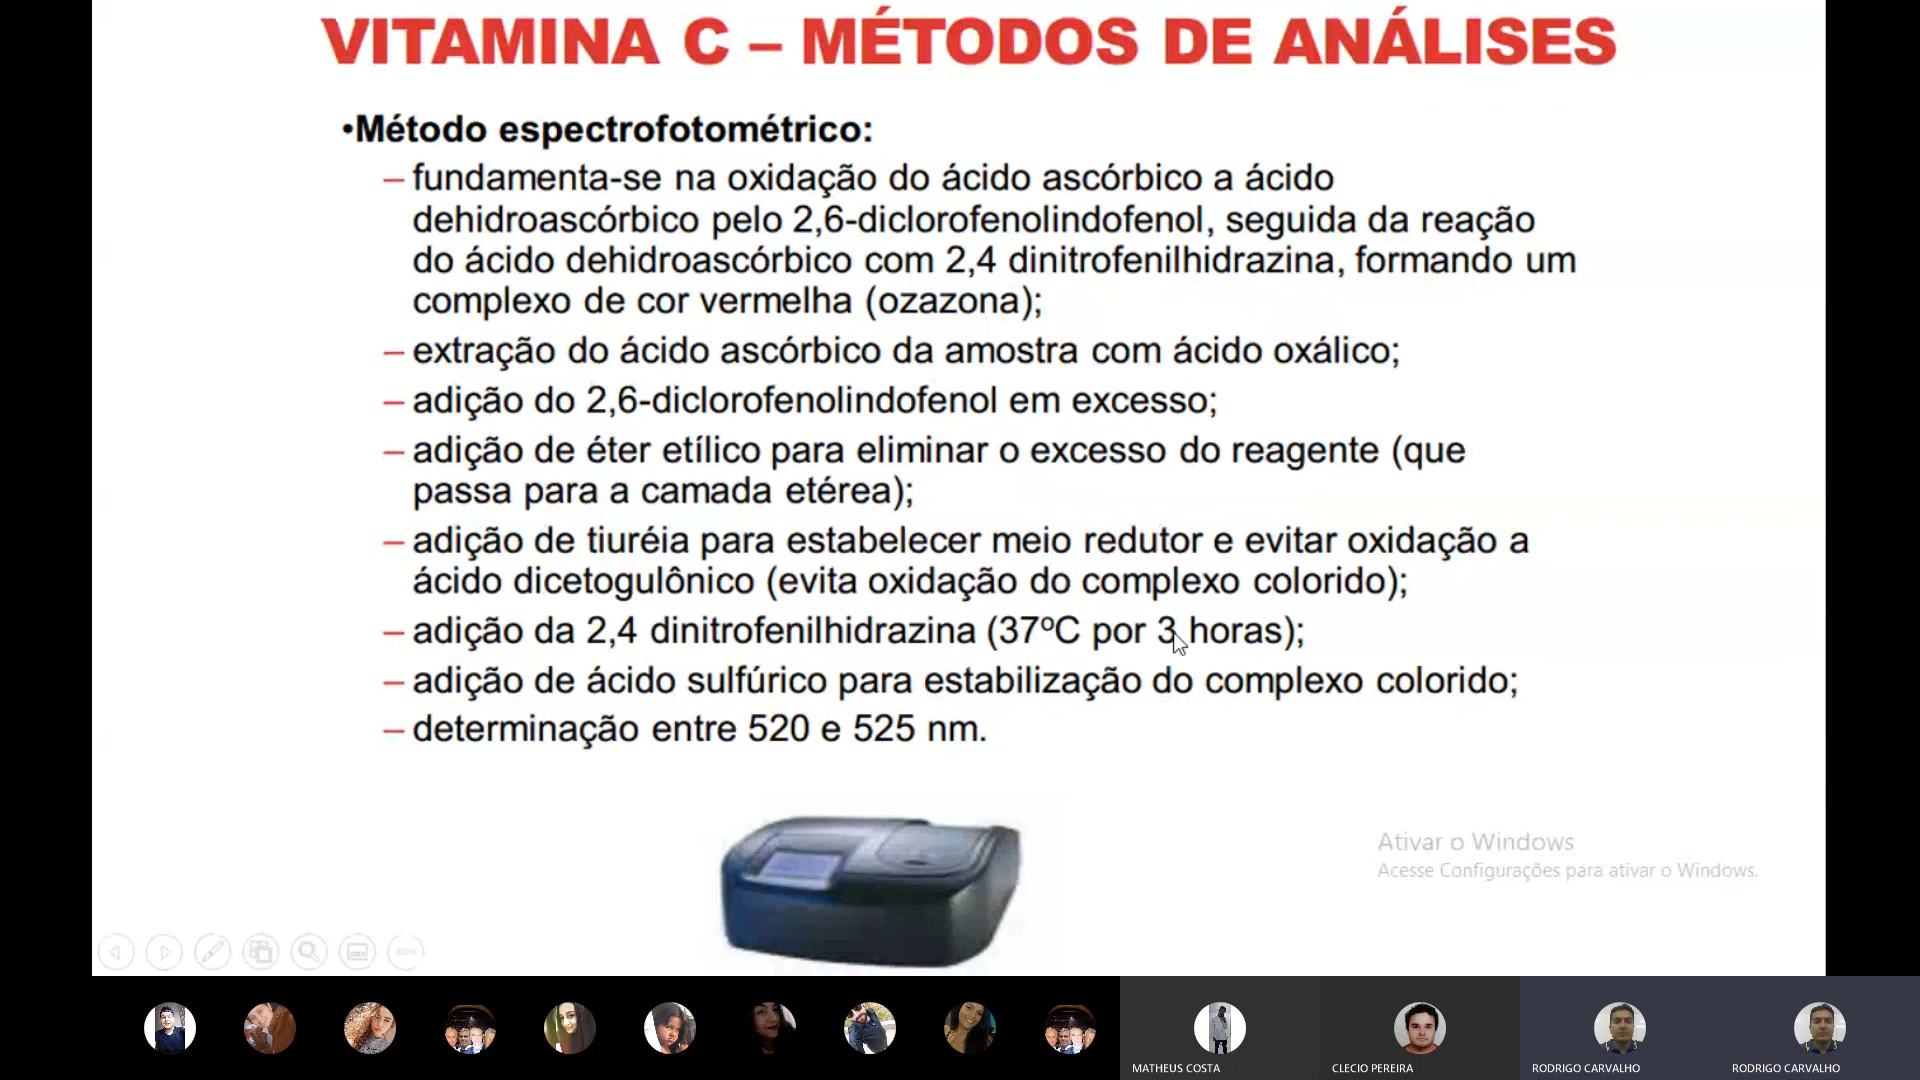 VITAMINA C – MÉTODOS DE ANÁLISES
•Método espectrofotométrico:
– fundamenta-se na oxidação do ácido ascórbico a ácido
dehidroascórbico pelo 2,6-diclorofenolindofenol, seguida da reação
do ácido dehidroascórbico com 2,4 dinitrofenilhidrazina, formando um
complexo de cor vermelha (ozazona);
– extração do ácido ascórbico da amostra com ácido oxálico;
– adição do 2,6-diclorofenolindofenol em excesso;
– adição de éter etílico para eliminar o excesso do reagente (que
passa para a camada etérea);
– adição de tiuréia para estabelecer meio redutor e evitar oxidação a
ácido dicetogulônico (evita oxidação do complexo colorido);
– adição da 2,4 dinitrofenilhidrazina (37ºC por 3 horas);
– adição de ácido sulfúrico para estabilização do complexo colorido;
– determinação entre 520 e 525 nm.
Ativar o Windows
Acesse Configurações para ativar o Windows.
MATHEUS COSTA
CLECIO PEREIRA
RODRIGO CARVALHO
RODRIGO CARVALHO